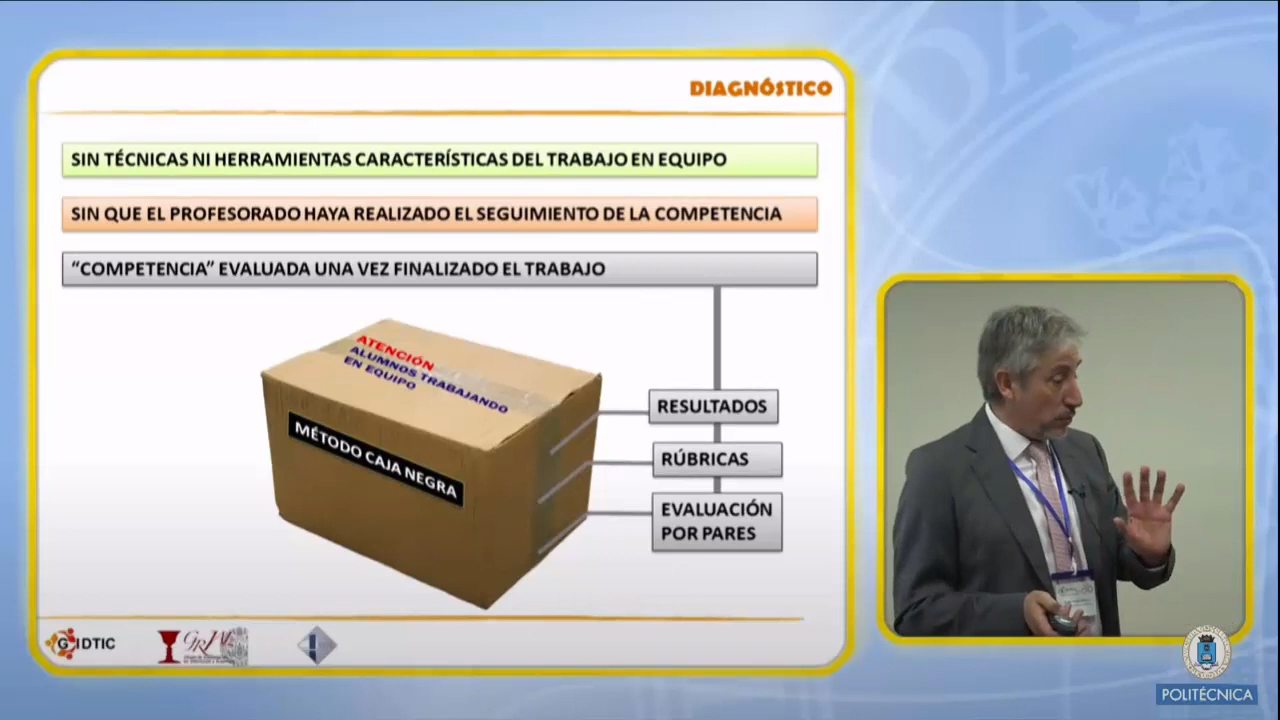 DIAGNÓSTICO
SIN TÉCNICAS NI HERRAMIENTAS CARACTERÍSTICAS DEL TRABAJO EN EQUIPO
SIN QUE EL PROFESORADO HAYA REALIZADO EL SEGUIMIENTO DE LA COMPETENCIA
“COMPETENCIA” EVALUADA UNA VEZ FINALIZADO EL TRABAJO
ATENCIÓN
ALUMNOS TRABAJANDO
EN EQUIPO
MÉTODO CAJA NEGRA
RESULTADOS
RÚBRICAS
EVALUACIÓN
POR PARES
GIDTIC
GRIAL
POLITÉCNICA